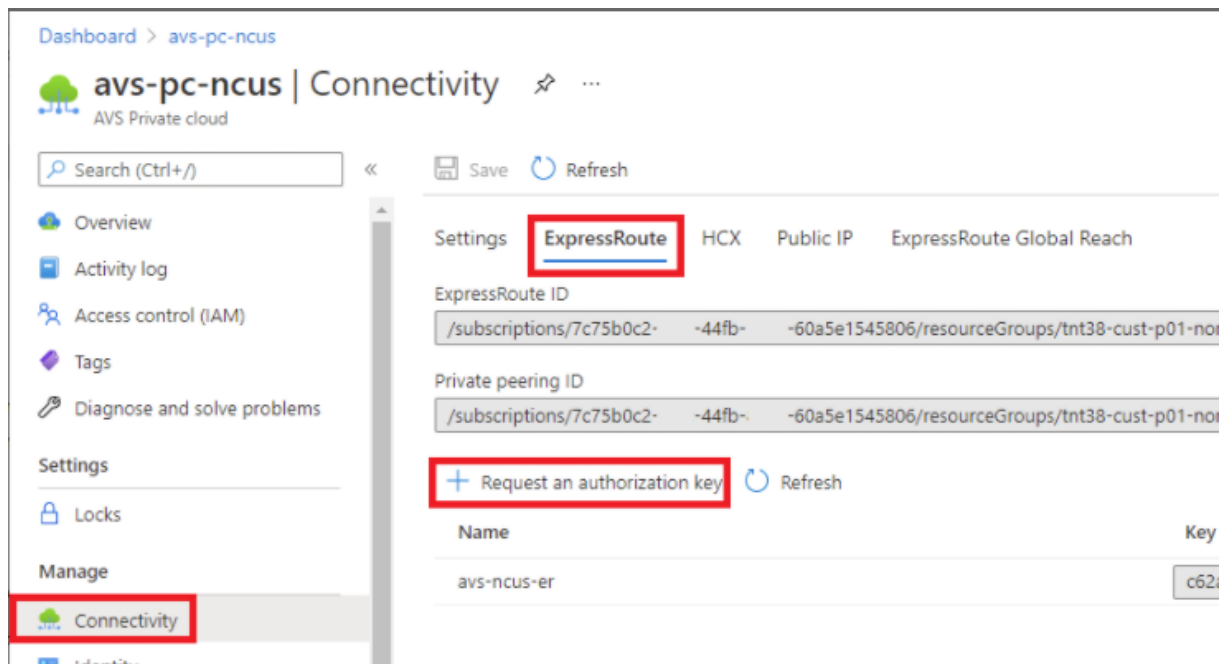 Dashboard > avs-pc-ncus
avs-pc-ncus | Connectivity ...
AVS Private cloud
Search (Ctrl+/) «
Overview
Activity log
Access control (IAM)
Tags
Diagnose and solve problems
Settings
Locks
Manage
Connectivity
Identity
Save Refresh
Settings ExpressRoute HCX Public IP ExpressRoute Global Reach
ExpressRoute ID
/subscriptions/7c75b0c2- -44fb- -60a5e1545806/resourceGroups/tnt38-cust-p01-nor
Private peering ID
/subscriptions/7c75b0c2- -44fb- -60a5e1545806/resourceGroups/tnt38-cust-p01-nor
+ Request an authorization key Refresh
Name Key
avs-ncus-er c62a